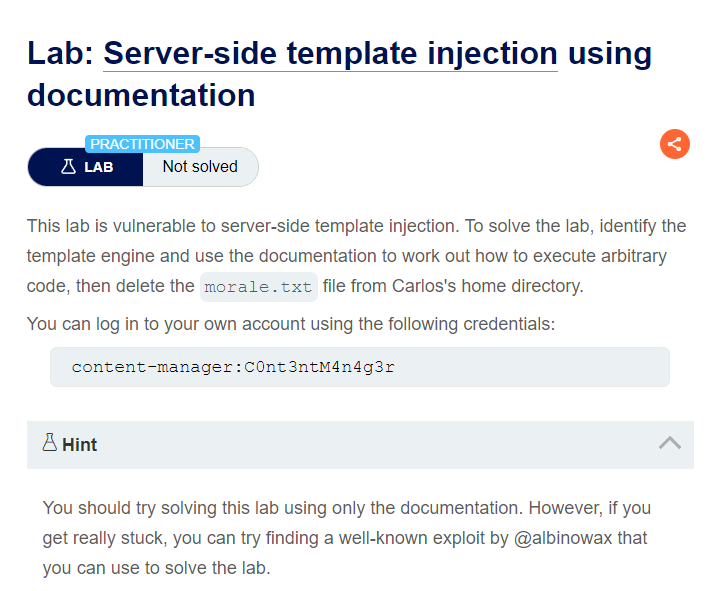 Lab: Server-side template injection using
documentation
PRACTITIONER
LAB
Not solved
This lab is vulnerable to server-side template injection. To solve the lab, identify the
template engine and use the documentation to work out how to execute arbitrary
code, then delete the morale.txt file from Carlos's home directory.
You can log in to your own account using the following credentials:
content-manager:C0nt3ntM4n4g3r
Hint
You should try solving this lab using only the documentation. However, if you
get really stuck, you can try finding a well-known exploit by @albinowax that
you can use to solve the lab.